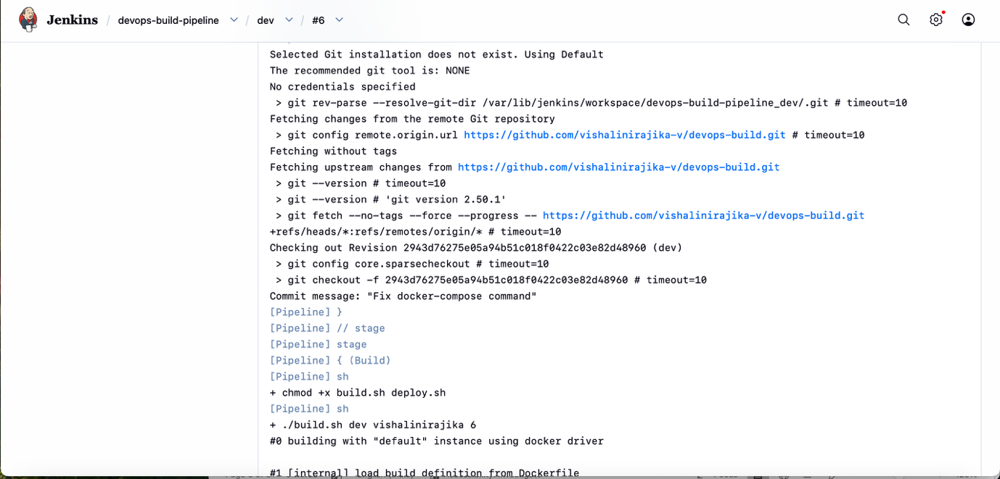 Jenkins / devops-build-pipeline / dev / #6
Selected Git installation does not exist. Using Default
The recommended git tool is: NONE
No credentials specified
 > git rev-parse --resolve-git-dir /var/lib/jenkins/workspace/devops-build-pipeline_dev/.git # timeout=10
Fetching changes from the remote Git repository
 > git config remote.origin.url https://github.com/vishalinirajika-v/devops-build.git # timeout=10
Fetching without tags
Fetching upstream changes from https://github.com/vishalinirajika-v/devops-build.git
 > git --version # timeout=10
 > git --version # 'git version 2.50.1'
 > git fetch --no-tags --force --progress -- https://github.com/vishalinirajika-v/devops-build.git
+refs/heads/*:refs/remotes/origin/* # timeout=10
Checking out Revision 2943d76275e05a94b51c018f0422c03e82d48960 (dev)
 > git config core.sparsecheckout # timeout=10
 > git checkout -f 2943d76275e05a94b51c018f0422c03e82d48960 # timeout=10
Commit message: "Fix docker-compose command"
[Pipeline] }
[Pipeline] // stage
[Pipeline] stage
[Pipeline] { (Build)
[Pipeline] sh
+ chmod +x build.sh deploy.sh
[Pipeline] sh
+ ./build.sh dev vishalinirajika 6
#0 building with "default" instance using docker driver
#1 [internal] load build definition from Dockerfile